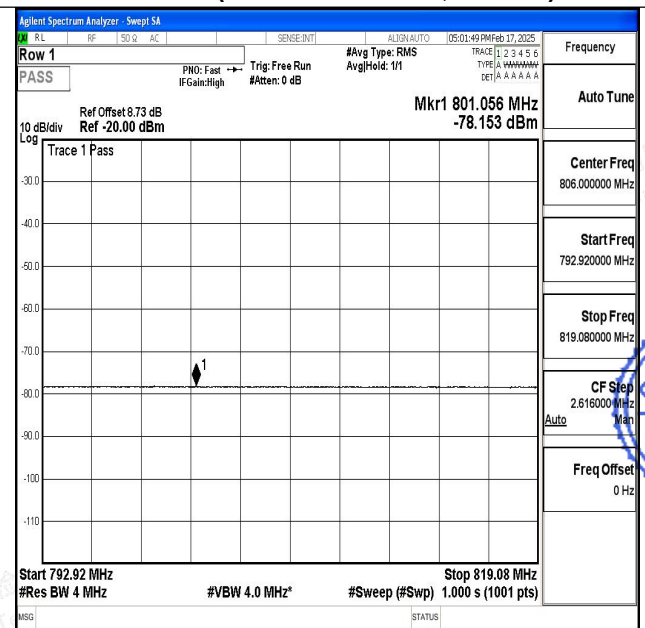 Agilent Spectrum Analyzer - Swept SA
RL RF 50 Ω AC SENSE:INT ALIGN AUTO 05:01:49 PM Feb 17, 2025
Row 1
PASS
PNO: Fast
IFGain:High
Trig: Free Run
#Atten: 0 dB
#Avg Type: RMS
Avg|Hold: 1/1
TRACE 1 2 3 4 5 6
TYPE A WWWWW
DET A A A A A A
Ref Offset 8.73 dB
10 dB/div Ref -20.00 dBm
Log
Mkr1 801.056 MHz
-78.153 dBm
Trace 1 Pass
-30.0
-40.0
-50.0
-60.0
-70.0
-80.0
-90.0
-100
-110
1
Start 792.92 MHz Stop 819.08 MHz
#Res BW 4 MHz #VBW 4.0 MHz* #Sweep (#Swp) 1.000 s (1001 pts)
MSG STATUS
Frequency
Auto Tune
Center Freq
806.000000 MHz
Start Freq
792.920000 MHz
Stop Freq
819.080000 MHz
CF Step
2.616000 MHz
Auto Man
Freq Offset
0 Hz